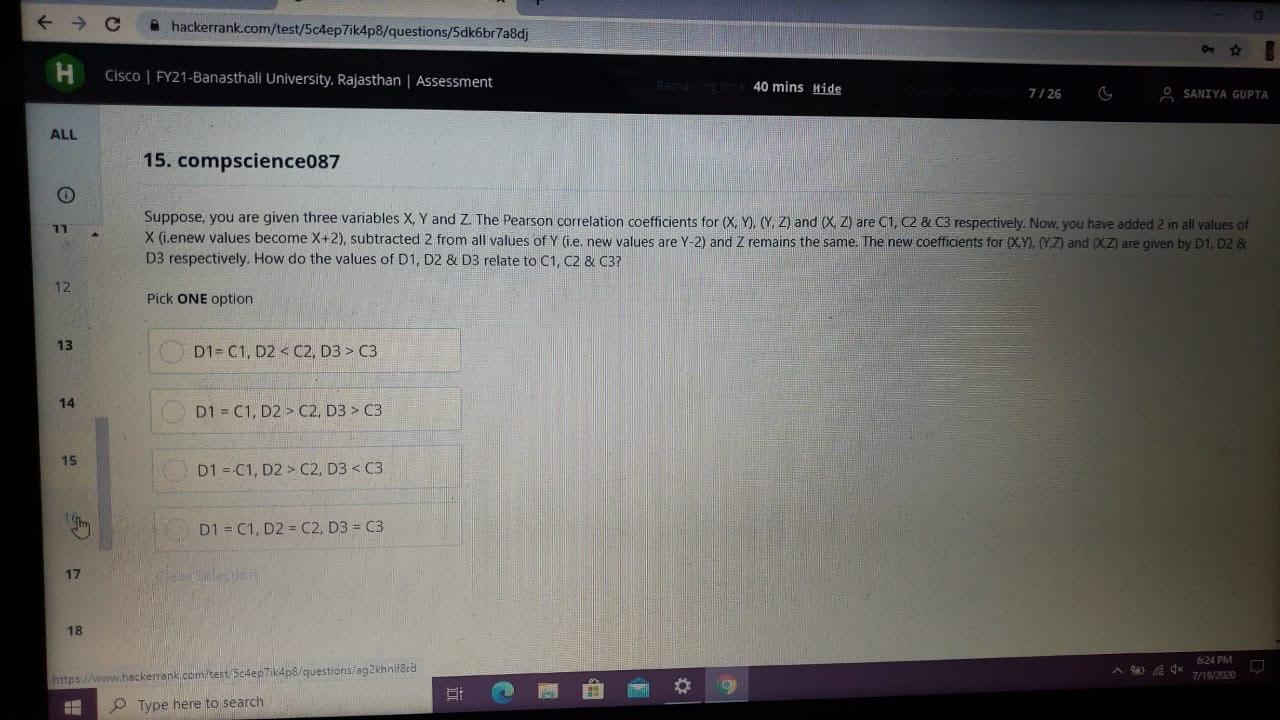 hackerrank.com/test/5c4ep7ik4p8/questions/5dk6br7a8dj
H
Cisco | FY21-Banasthali University, Rajasthan | Assessment
Remaining time 40 mins Hide
7/26
SANIYA GUPTA
ALL
15. compscience087
Suppose, you are given three variables X, Y and Z. The Pearson correlation coefficients for (X, Y), (Y, Z) and (X, Z) are C1, C2 & C3 respectively. Now, you have added 2 in all values of
X (i.enew values become X+2), subtracted 2 from all values of Y (i.e. new values are Y-2) and Z remains the same. The new coefficients for (X,Y), (Y,Z) and (X,Z) are given by D1, D2 &
D3 respectively. How do the values of D1, D2 & D3 relate to C1, C2 & C3?
Pick ONE option
D1= C1, D2 < C2, D3 > C3
D1 = C1, D2 > C2, D3 > C3
D1 = C1, D2 > C2, D3 < C3
D1 = C1, D2 = C2, D3 = C3
Clear Selection
11
12
13
14
15
16
17
18
https://www.hackerrank.com/test/5c4ep7ik4p8/questions/ag2khnif8rd
Type here to search
6:24 PM
7/19/2020